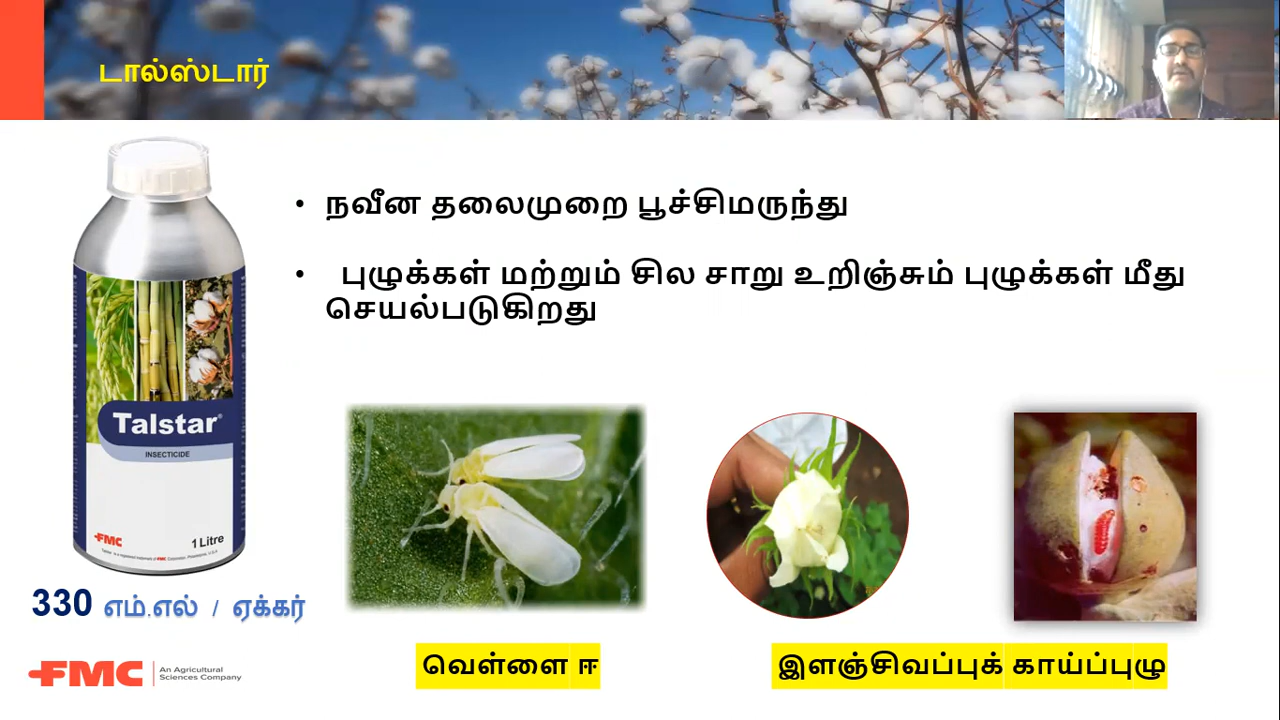 டால்ஸ்டார்
• நவீன தலைமுறை பூச்சிமருந்து
• புழுக்கள் மற்றும் சில சாறு உறிஞ்சும் புழுக்கள் மீது
செயல்படுகிறது
Talstar®
INSECTICIDE
FMC
1 Litre
330 எம்.எல் / ஏக்கர்
வெள்ளை ஈ
இளஞ்சிவப்புக் காய்ப்புழு
FMC
An Agricultural
Sciences Company